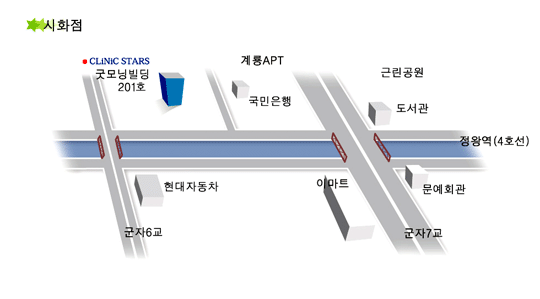 시화점
CLiNiC STARS
굿모닝빌딩
201호
계룡APT
국민은행
근린공원
도서관
정왕역(4호선)
현대자동차
이마트
문예회관
군자6교
군자7교